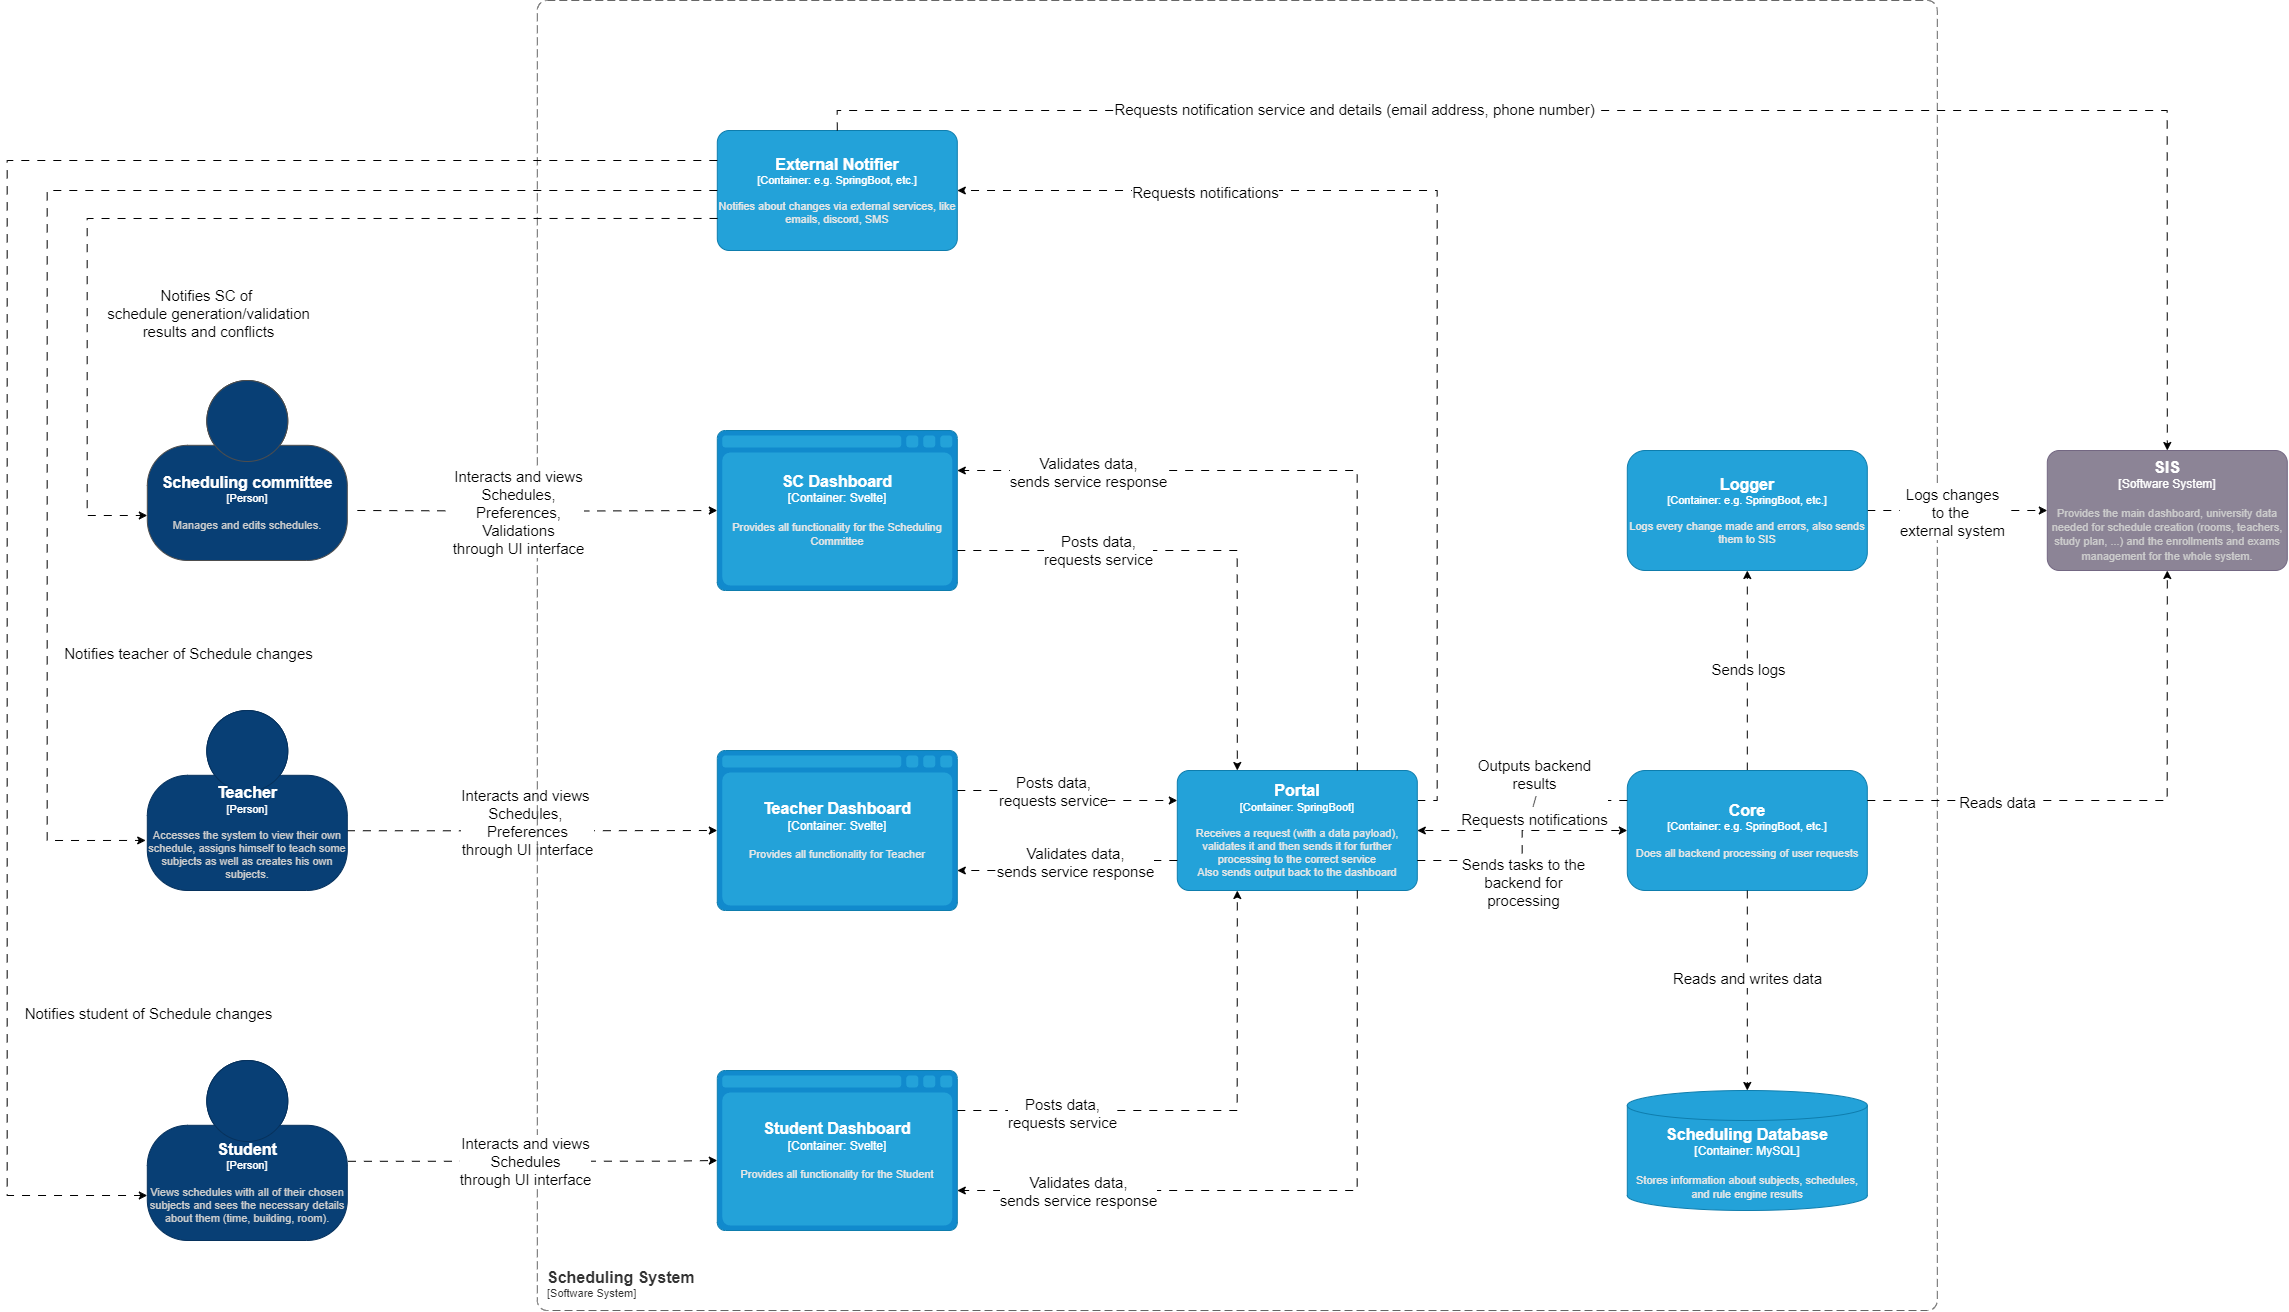 Requests notification service and details (email address, phone number)
External Notifier
[Container: e.g. SpringBoot, etc.]
Notifies about changes via external services, like
emails, discord, SMS
Requests notifications
Notifies SC of
schedule generation/validation
results and conflicts
Scheduling committee
[Person]
Manages and edits schedules.
Interacts and views
Schedules,
Preferences,
Validations
through UI interface
SC Dashboard
[Container: Svelte]
Provides all functionality for the Scheduling
Committee
Validates data,
sends service response
Posts data,
requests service
Logger
[Container: e.g. SpringBoot, etc.]
Logs every change made and errors, also sends
them to SIS
Logs changes
to the
external system
SIS
[Software System]
Provides the main dashboard, university data
needed for schedule creation (rooms, teachers,
study plan, ...) and the enrollments and exams
management for the whole system.
Notifies teacher of Schedule changes
Sends logs
Teacher
[Person]
Accesses the system to view their own
schedule, assigns himself to teach some
subjects as well as creates his own
subjects.
Interacts and views
Schedules,
Preferences
through UI interface
Teacher Dashboard
[Container: Svelte]
Provides all functionality for Teacher
Posts data,
requests service
Validates data,
sends service response
Portal
[Container: SpringBoot]
Receives a request (with a data payload),
validates it and then sends it for further
processing to the correct service
Also sends output back to the dashboard
Outputs backend
results
/
Requests notifications
Sends tasks to the
backend for
processing
Core
[Container: e.g. SpringBoot, etc.]
Does all backend processing of user requests
Reads data
Reads and writes data
Notifies student of Schedule changes
Student
[Person]
Views schedules with all of their chosen
subjects and sees the necessary details
about them (time, building, room).
Interacts and views
Schedules
through UI interface
Student Dashboard
[Container: Svelte]
Provides all functionality for the Student
Posts data,
requests service
Validates data,
sends service response
Scheduling Database
[Container: MySQL]
Stores information about subjects, schedules,
and rule engine results
Scheduling System
[Software System]